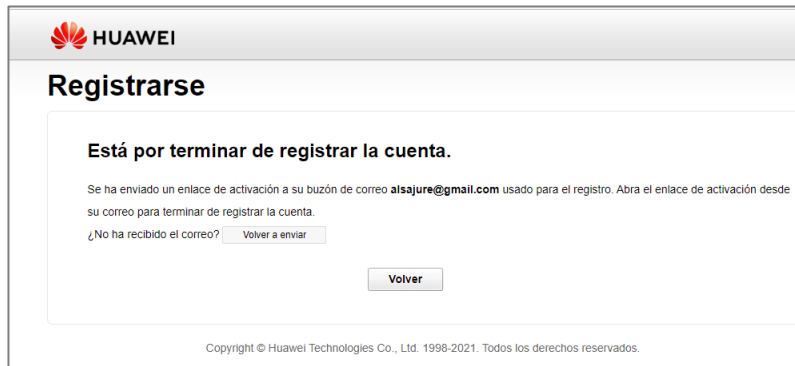 HUAWEI
Registrarse
Está por terminar de registrar la cuenta.
Se ha enviado un enlace de activación a su buzón de correo alsajure@gmail.com usado para el registro. Abra el enlace de activación desde
su correo para terminar de registrar la cuenta.
¿No ha recibido el correo? Volver a enviar
Volver
Copyright © Huawei Technologies Co., Ltd. 1998-2021. Todos los derechos reservados.